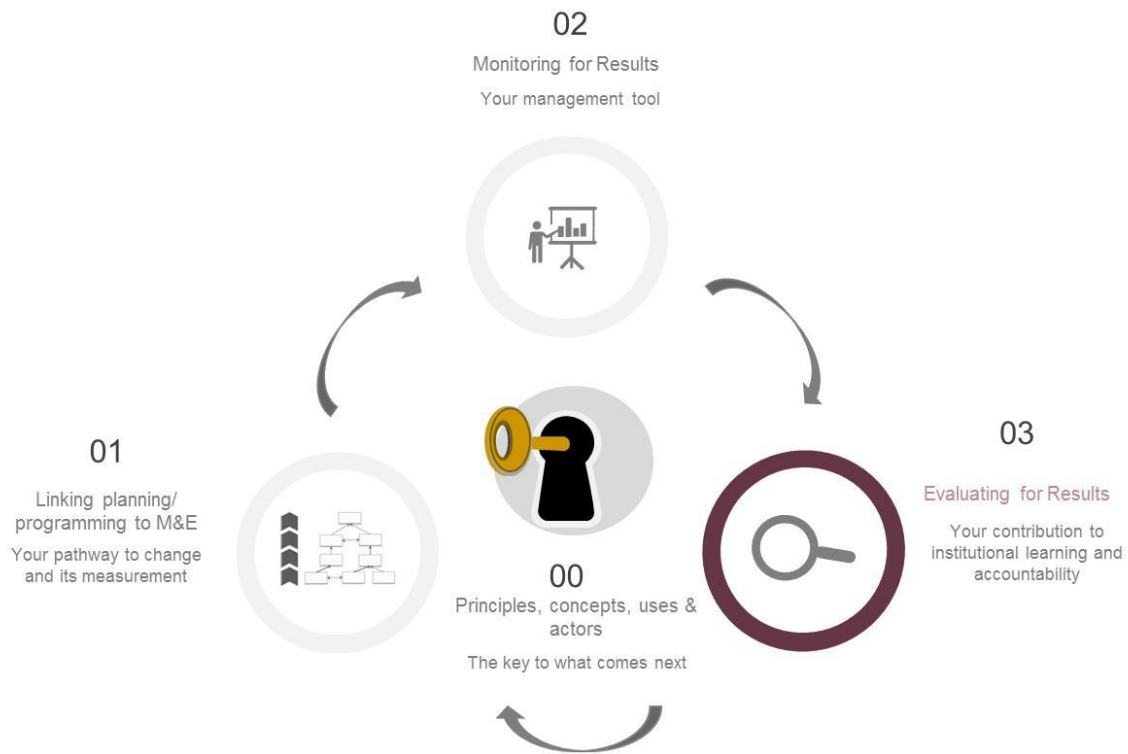 02
Monitoring for Results
Your management tool
01
Linking planning/
programming to M&E
Your pathway to change
and its measurement
03
Evaluating for Results
Your contribution to
institutional learning and
accountability
00
Principles, concepts, uses &
actors
The key to what comes next